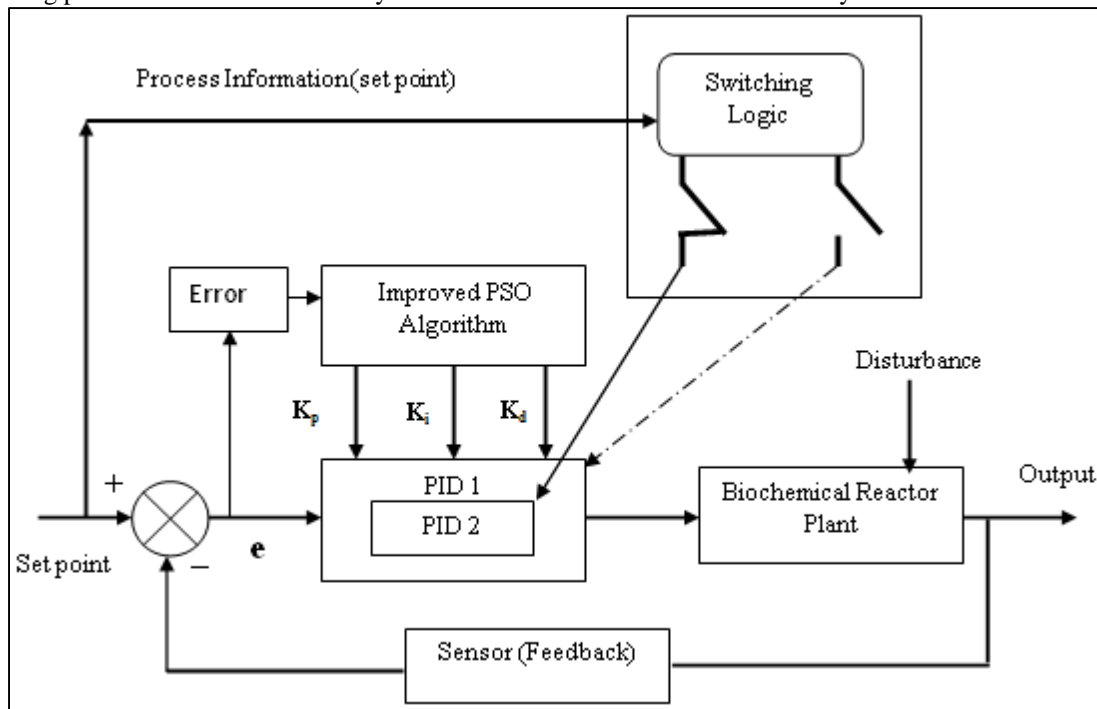 Process Information(set point)
Switching
Logic
Error
Improved PSO
Algorithm
Disturbance
Kp
Ki
Kd
PID 1
PID 2
Biochemical Reactor
Plant
Output
+
e
−
Set point
Sensor (Feedback)